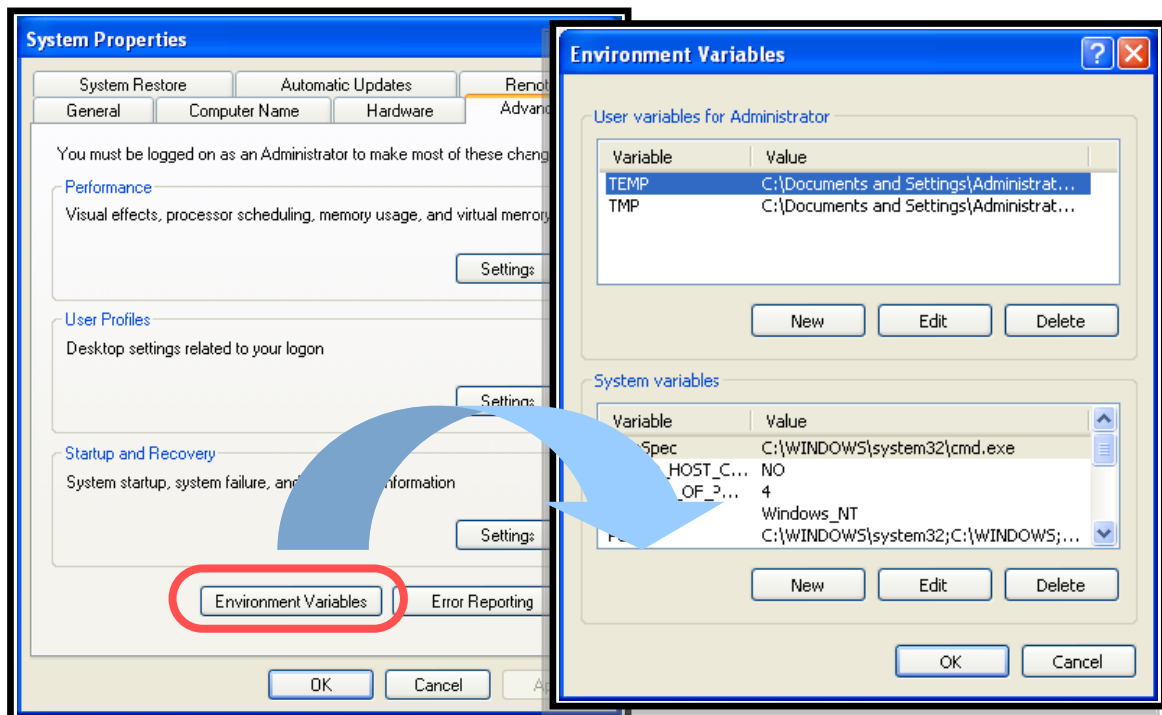 System Properties
System Restore
Automatic Updates
General
Computer Name
Hardware
You must be logged on as an Administrator to make most of these
Performance
Visual effects, processor scheduling, memory usage, and virtual
Settings
User Profiles
Desktop settings related to your logon
Settings
Startup and Recovery
System startup, system failure,
Settings
Environment Variables
Error Reporting
OK
Cancel
Environment Variables
User variables for Administrator
Variable Value
TEMP C:\Documents and Settings\Administrat...
TMP C:\Documents and Settings\Administrat...
New
Edit
Delete
System variables
Variable Value
C:\WINDOWS\system32\cmd.exe
_HOST_C... NO
_OF_P... 4
Windows_NT
C:\WINDOWS\system32;C:\WINDOWS;...
New
Edit
Delete
OK
Cancel